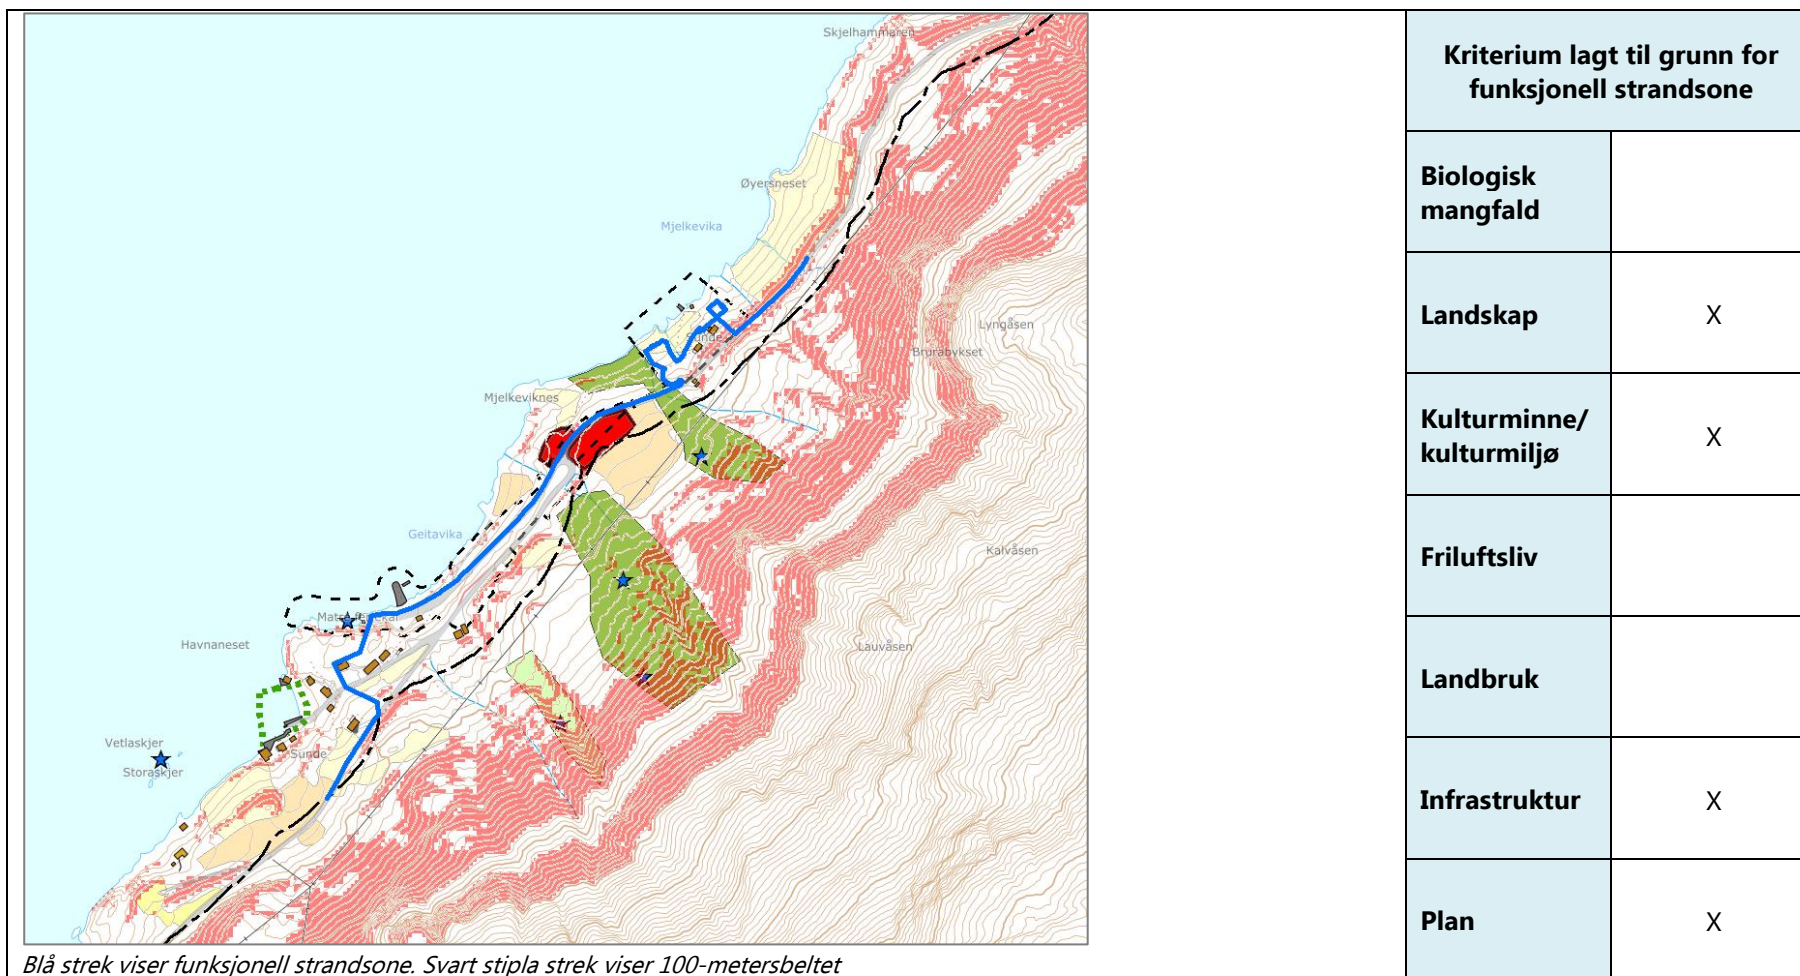 Skjelhammaren
Øyersneset
Mjelkevika
Lyngåsen
Sunde
Brurabykset
Mjelkeviknes
Geitavika
Kalvåsen
Havnaneset
Lauvåsen
Vetlaskjer
Storaskjer
Sunde
Blå strek viser funksjonell strandsone. Svart stipla strek viser 100-metersbeltet
Kriterium lagt til grunn for
funksjonell strandsone
Biologisk
mangfald
Landskap X
Kulturminne/
kulturmiljø X
Friluftsliv
Landbruk
Infrastruktur X
Plan X